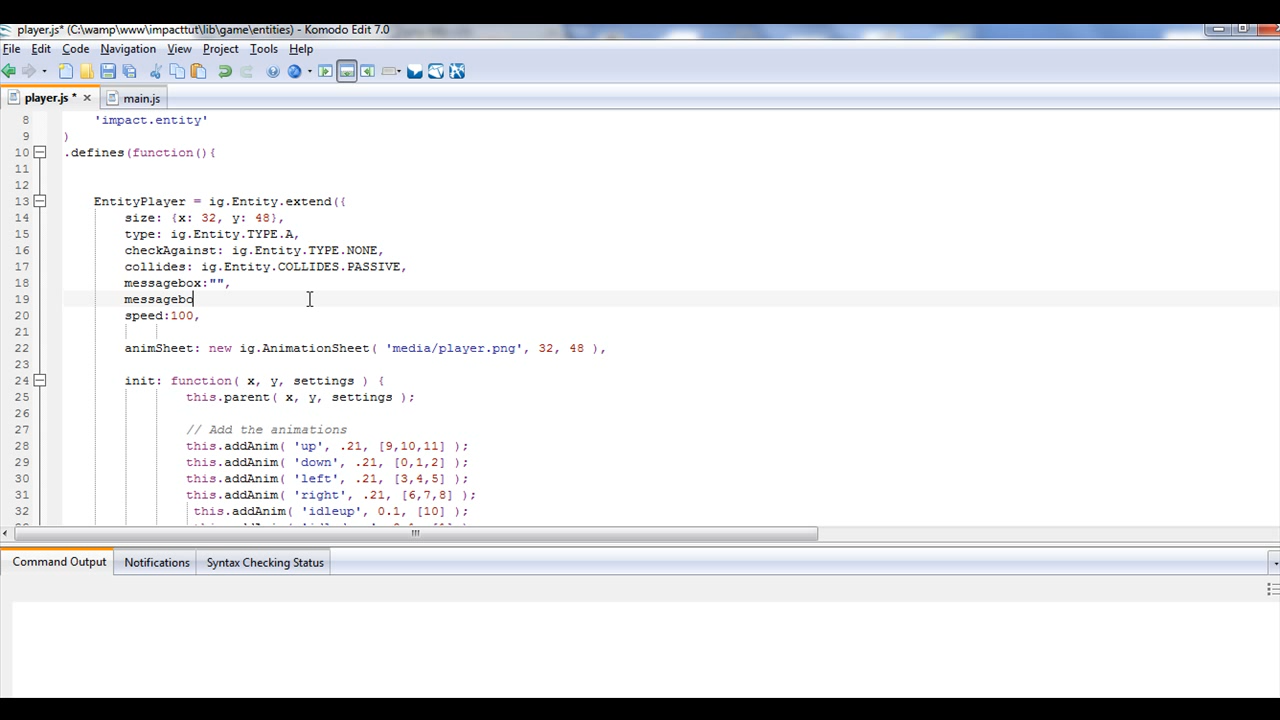 player.js* (C:\wamp\www\impacttut\lib\game\entities) - Komodo Edit 7.0
File Edit Code Navigation View Project Tools Help
player.js * main.js
8 'impact.entity'
9 )
10 .defines(function(){
11
12
13 EntityPlayer = ig.Entity.extend({
14 size: {x: 32, y: 48},
15 type: ig.Entity.TYPE.A,
16 checkAgainst: ig.Entity.TYPE.NONE,
17 collides: ig.Entity.COLLIDES.PASSIVE,
18 messagebox:"",
19 messagebo
20 speed:100,
21
22 animSheet: new ig.AnimationSheet( 'media/player.png', 32, 48 ),
23
24 init: function( x, y, settings ) {
25 this.parent( x, y, settings );
26
27 // Add the animations
28 this.addAnim( 'up', .21, [9,10,11] );
29 this.addAnim( 'down', .21, [0,1,2] );
30 this.addAnim( 'left', .21, [3,4,5] );
31 this.addAnim( 'right', .21, [6,7,8] );
32 this.addAnim( 'idleup', 0.1, [10] );
Command Output Notifications Syntax Checking Status